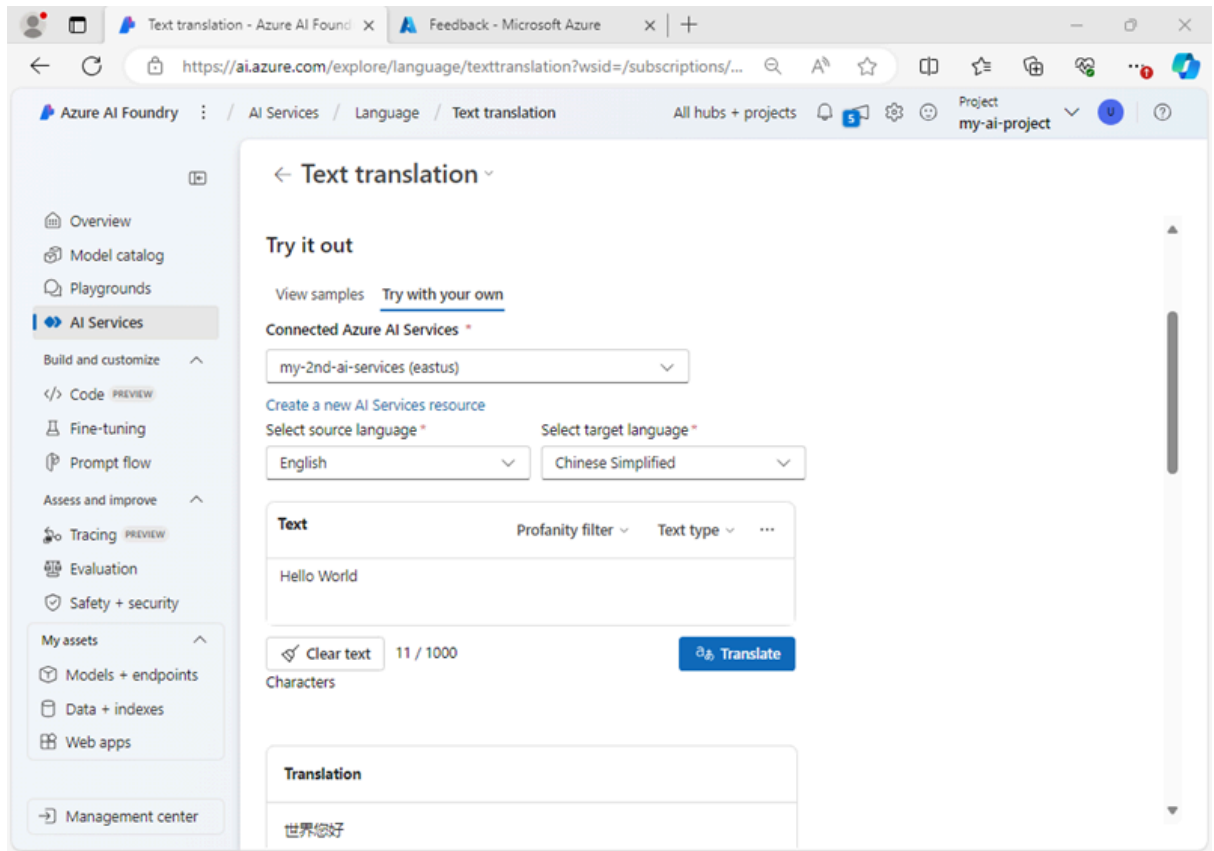 Text translation - Azure AI Found
Feedback - Microsoft Azure
https://ai.azure.com/explore/language/texttranslation?wsid=/subscriptions/...
Azure AI Foundry / AI Services / Language / Text translation
All hubs + projects
5
Project
my-ai-project
U
Text translation
Overview
Model catalog
Playgrounds
AI Services
Build and customize
Code PREVIEW
Fine-tuning
Prompt flow
Assess and improve
Tracing PREVIEW
Evaluation
Safety + security
My assets
Models + endpoints
Data + indexes
Web apps
Management center
Try it out
View samples Try with your own
Connected Azure AI Services *
my-2nd-ai-services (eastus)
Create a new AI Services resource
Select source language * Select target language *
English Chinese Simplified
Text Profanity filter Text type ...
Hello World
Clear text 11 / 1000 Translate
Characters
Translation
世界您好